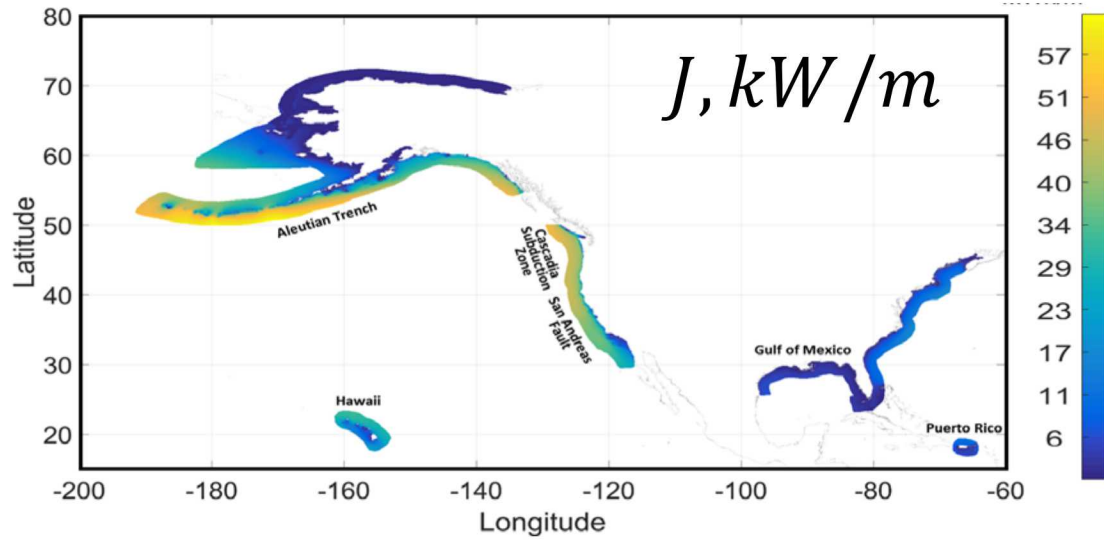 80
70
60
50
40
30
20
Latitude
-200
-180
-160
-140
-120
-100
-80
-60
Longitude
J, kW/m
Aleutian Trench
Cascadia
Subduction
Zone
San Andreas
Fault
Hawaii
Gulf of Mexico
Puerto Rico
57
51
46
40
34
29
23
17
11
6